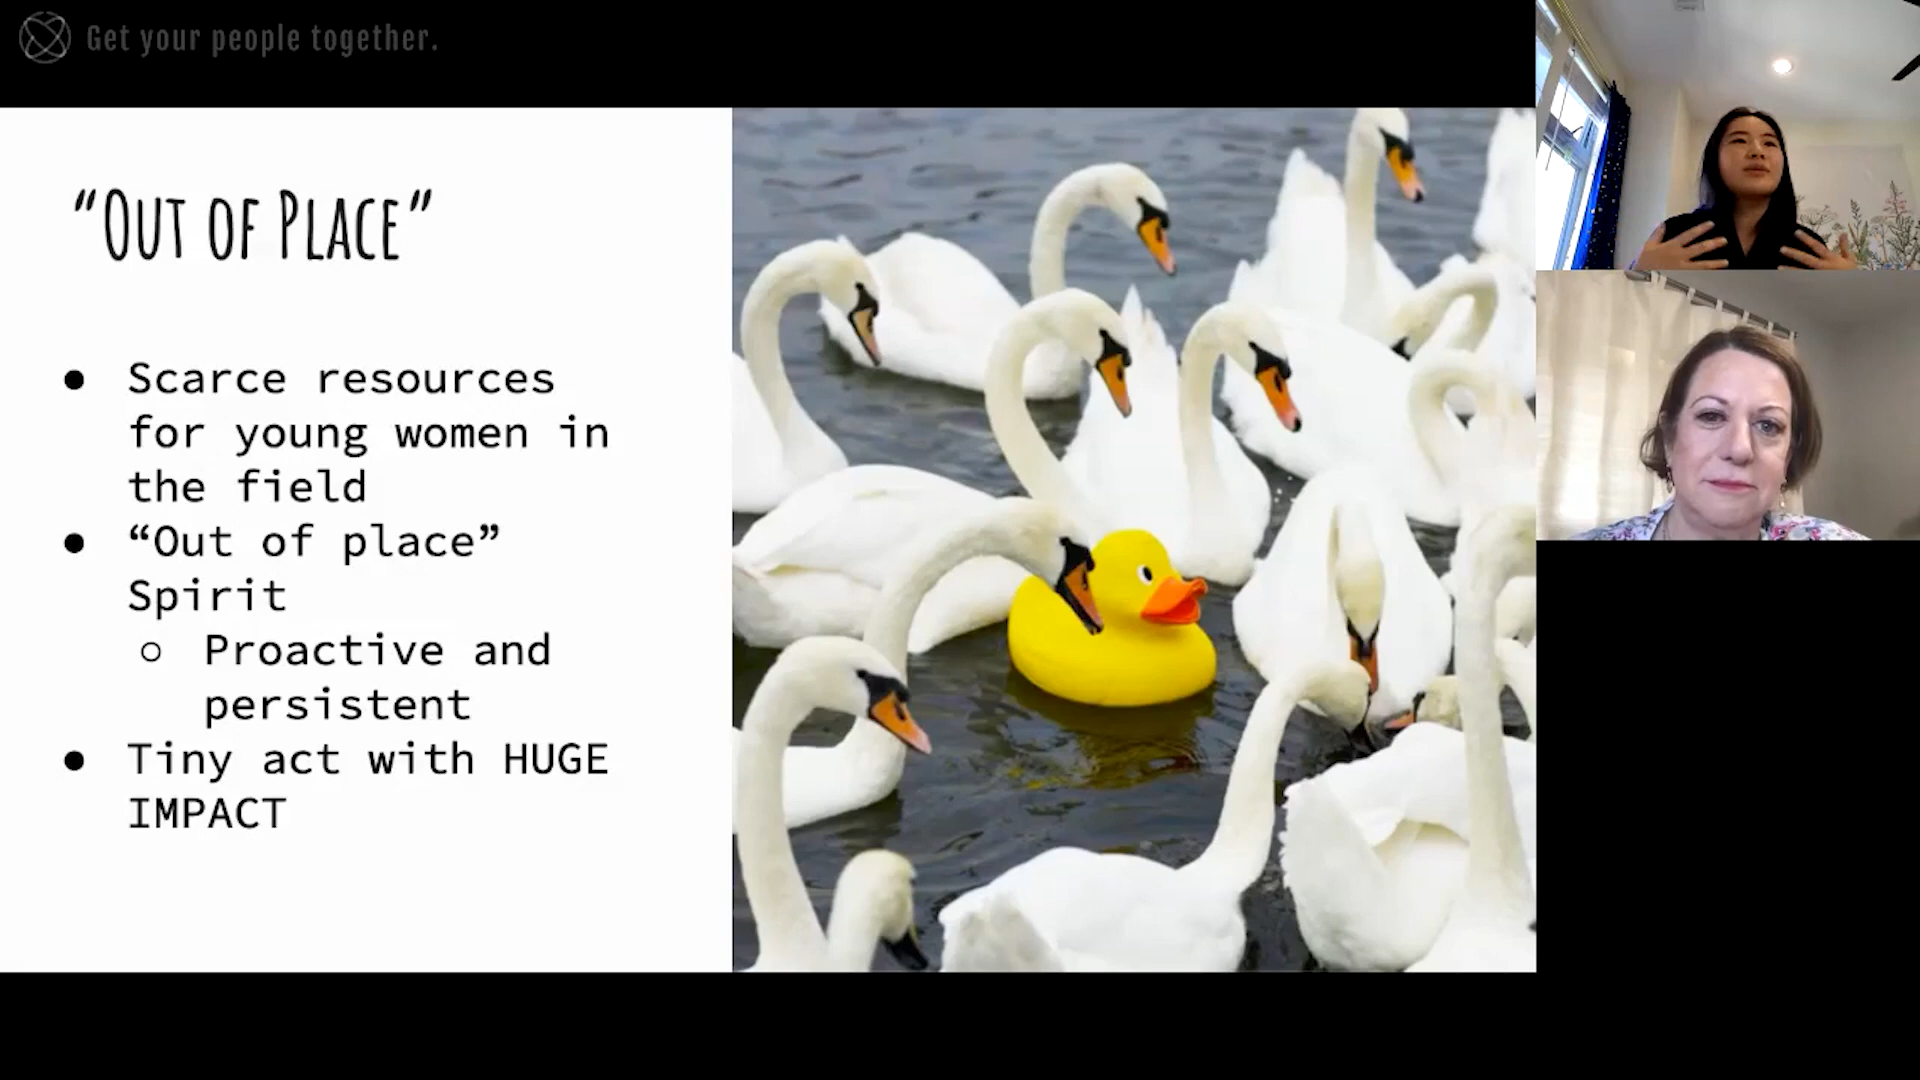 Get your people together.
“OUT OF PLACE”
● Scarce resources
for young women in
the field
● “Out of place”
Spirit
○ Proactive and
persistent
● Tiny act with HUGE
IMPACT